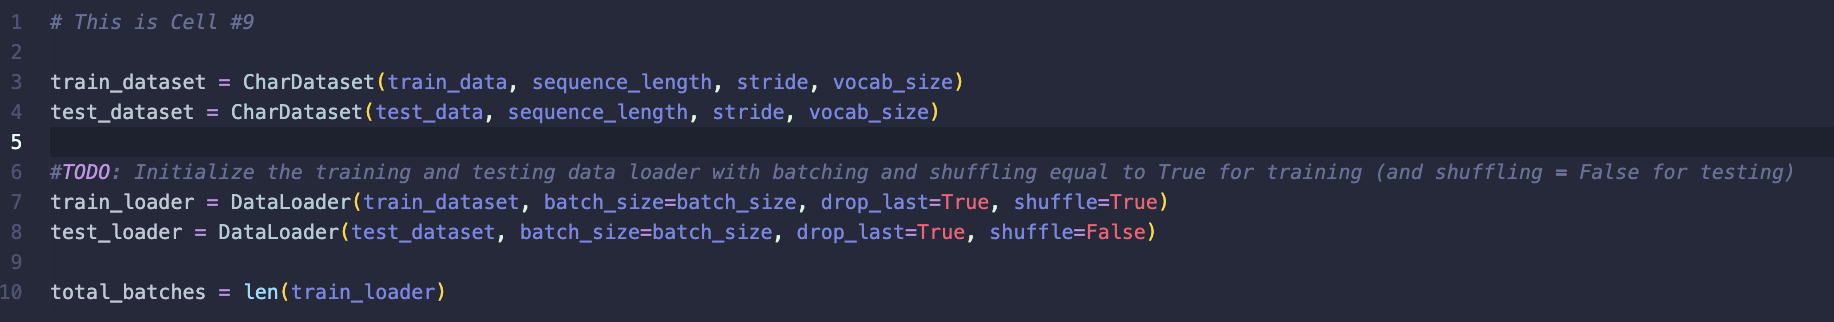 1 # This is Cell #9
2
3 train_dataset = CharDataset(train_data, sequence_length, stride, vocab_size)
4 test_dataset = CharDataset(test_data, sequence_length, stride, vocab_size)
5
6 #TODO: Initialize the training and testing data loader with batching and shuffling equal to True for training (and shuffling = False for testing)
7 train_loader = DataLoader(train_dataset, batch_size=batch_size, drop_last=True, shuffle=True)
8 test_loader = DataLoader(test_dataset, batch_size=batch_size, drop_last=True, shuffle=False)
9
10 total_batches = len(train_loader)